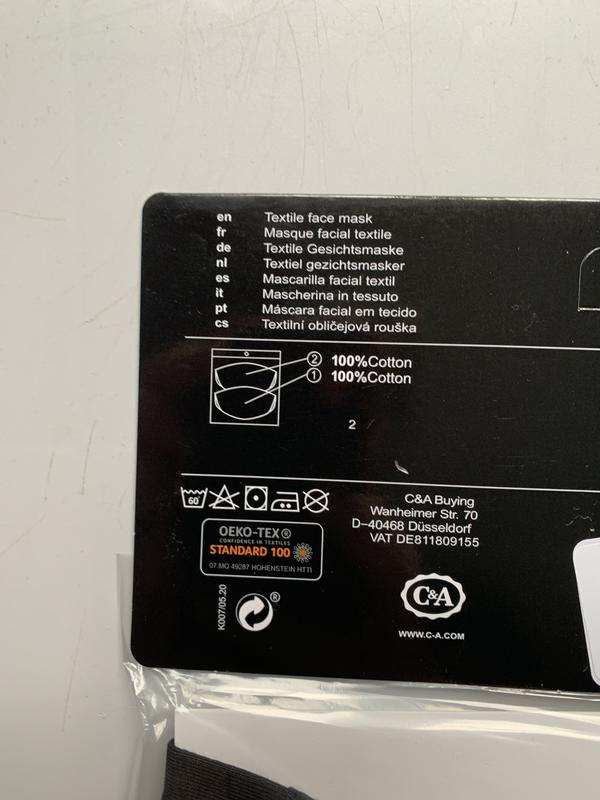 en Textile face mask
fr Masque facial textile
de Textile Gesichtsmaske
nl Textiel gezichtsmasker
es Mascarilla facial textil
it Mascherina in tessuto
pt Máscara facial em tecido
cs Textilní obličejová rouška
2 100%Cotton
1 100%Cotton
2
60
C&A Buying
Wanheimer Str. 70
D-40468 Düsseldorf
VAT DE811809155
OEKO-TEX®
CONFIDENCE IN TEXTILES
STANDARD 100
07.MO 49287 HOHENSTEIN HTTI
K007/05.20
®
C&A
WWW.C-A.COM